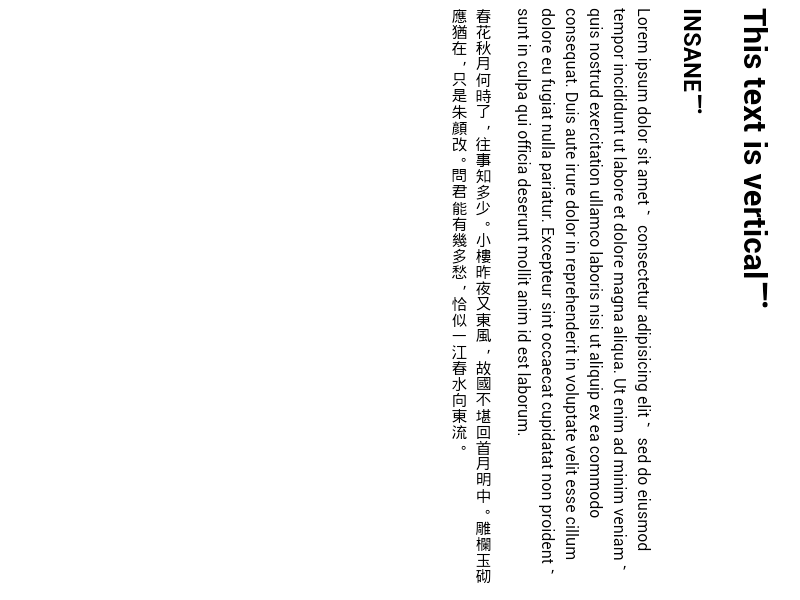 This text is vertical!
INSANE!
Lorem ipsum dolor sit amet、 consectetur adipisicing elit、 sed do eiusmod
tempor incididunt ut labore et dolore magna aliqua. Ut enim ad minim veniam、
quis nostrud exercitation ullamco laboris nisi ut aliquip ex ea commodo
consequat. Duis aute irure dolor in reprehenderit in voluptate velit esse cillum
dolore eu fugiat nulla pariatur. Excepteur sint occaecat cupidatat non proident、
sunt in culpa qui officia deserunt mollit anim id est laborum.
春花秋月何時了，往事知多少。小樓昨夜又東風，故國不堪回首月明中。雕欄玉砌
應猶在，只是朱顏改。問君能有幾多愁，恰似一江春水向東流。